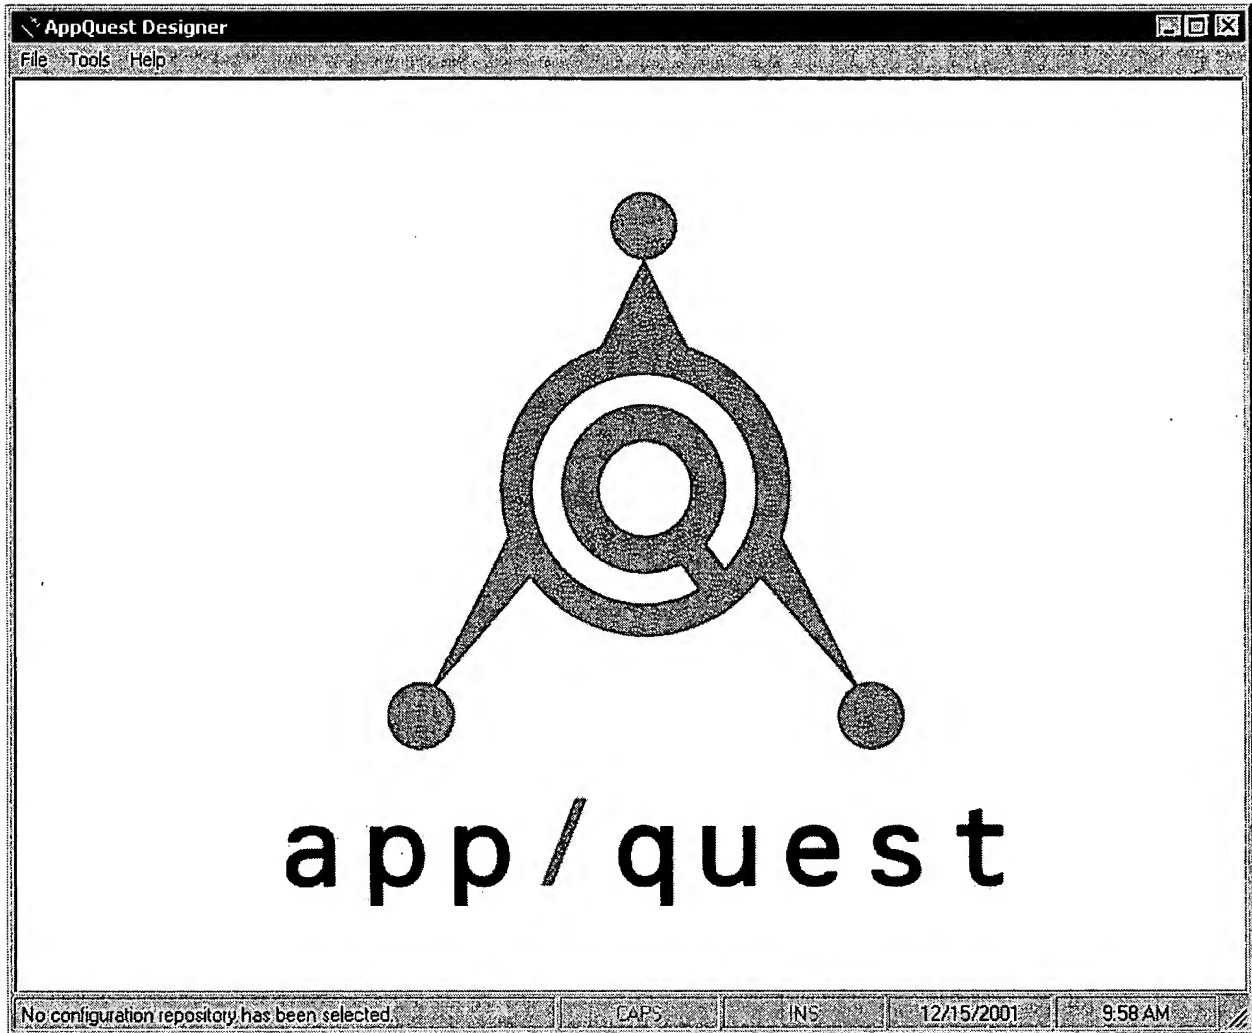 AppQuest Designer
File Tools Help
app/quest
No configuration repository has been selected. CAPS INS 12/15/2001 9:58 AM